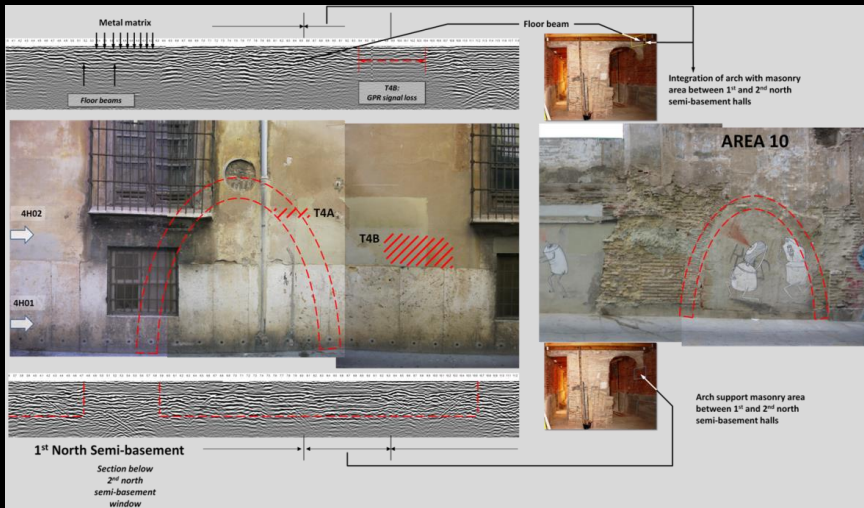 Metal matrix
Floor beam
Floor beams
T4B:
GPR signal loss
Integration of arch with masonry
area between 1st and 2nd north
semi-basement halls
AREA 10
4H02
T4A
T4B
4H01
Arch support masonry area
between 1st and 2nd north
semi-basement halls
1st North Semi-basement
Section below
2nd north
semi-basement
window